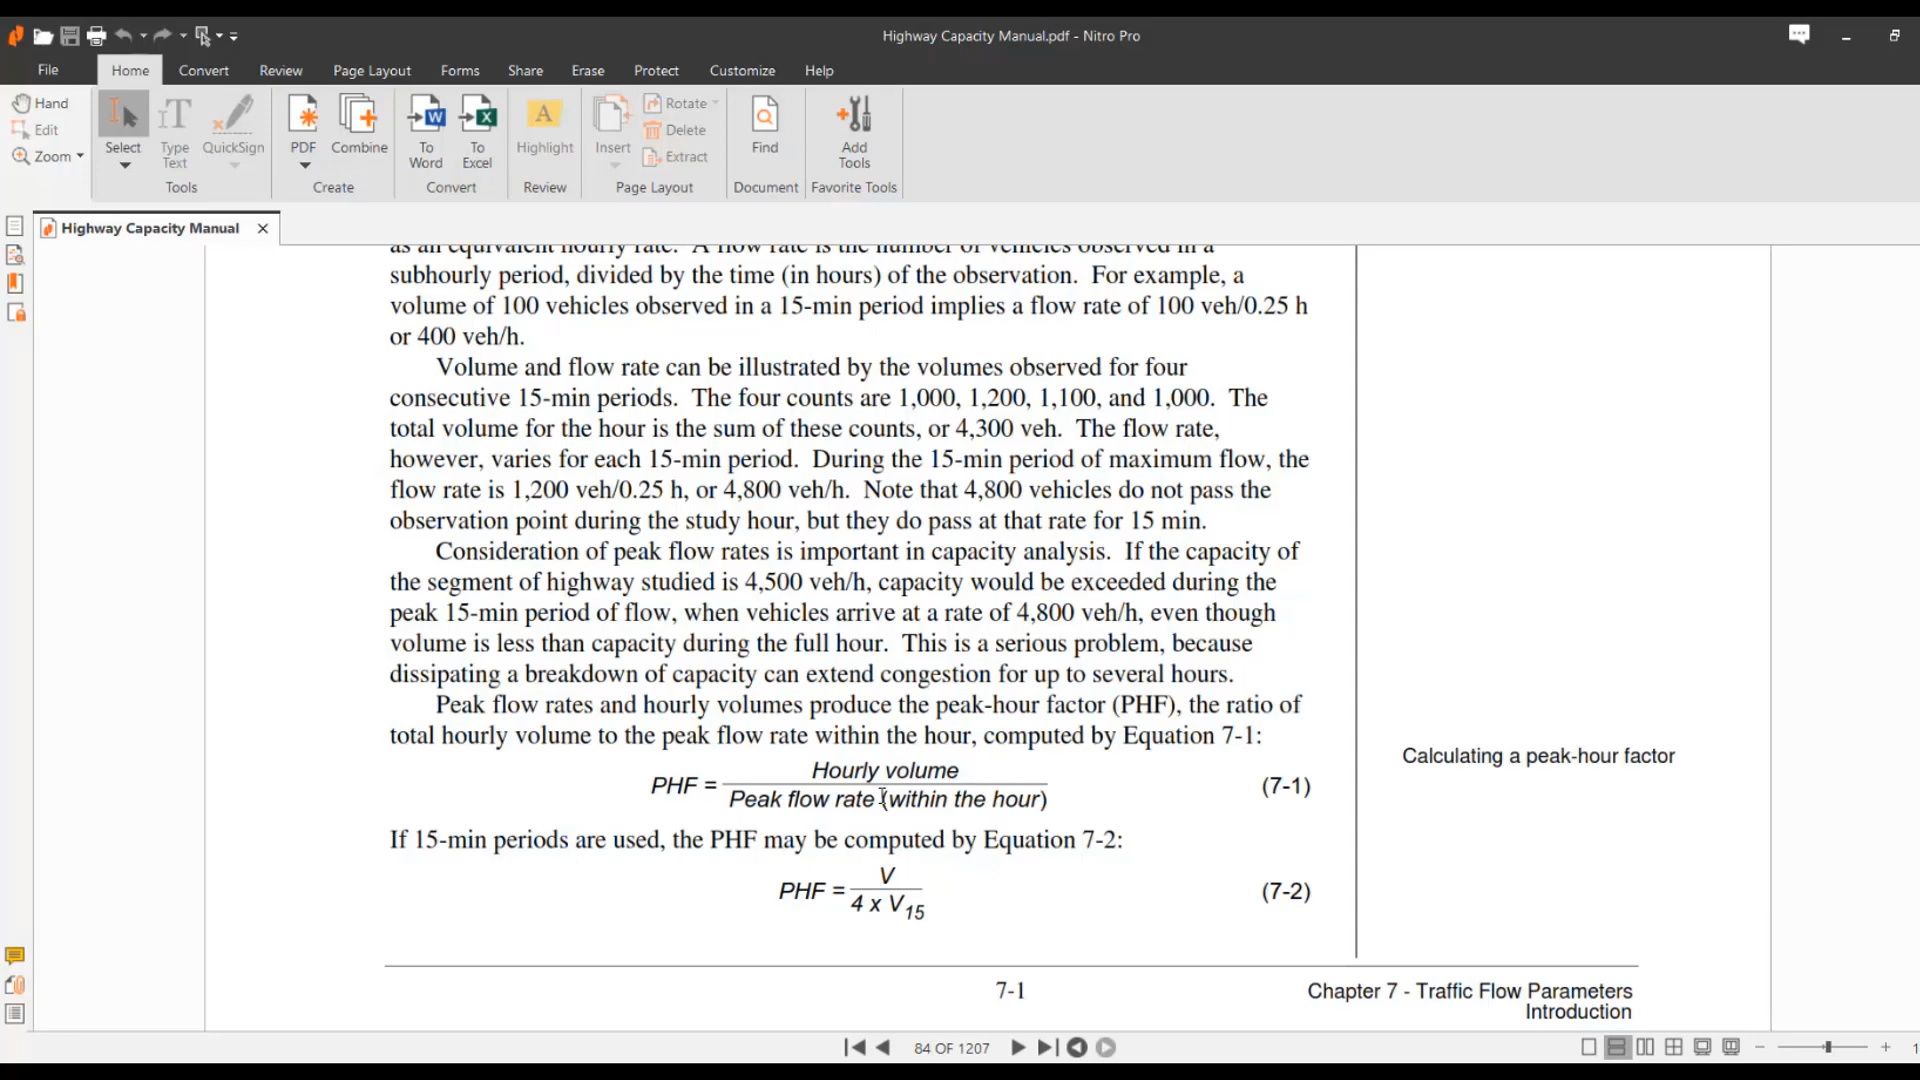 Highway Capacity Manual.pdf - Nitro Pro
File Home Convert Review Page Layout Forms Share Erase Protect Customize Help
Hand
Edit
Zoom
Select
Type Text
QuickSign
Tools
PDF
Combine
Create
To Word
To Excel
Convert
Highlight
Review
Insert
Rotate
Delete
Extract
Page Layout
Find
Document
Add Tools
Favorite Tools
Highway Capacity Manual
as an equivalent hourly rate. A flow rate is the number of vehicles observed in a
subhourly period, divided by the time (in hours) of the observation. For example, a
volume of 100 vehicles observed in a 15-min period implies a flow rate of 100 veh/0.25 h
or 400 veh/h.
Volume and flow rate can be illustrated by the volumes observed for four
consecutive 15-min periods. The four counts are 1,000, 1,200, 1,100, and 1,000. The
total volume for the hour is the sum of these counts, or 4,300 veh. The flow rate,
however, varies for each 15-min period. During the 15-min period of maximum flow, the
flow rate is 1,200 veh/0.25 h, or 4,800 veh/h. Note that 4,800 vehicles do not pass the
observation point during the study hour, but they do pass at that rate for 15 min.
Consideration of peak flow rates is important in capacity analysis. If the capacity of
the segment of highway studied is 4,500 veh/h, capacity would be exceeded during the
peak 15-min period of flow, when vehicles arrive at a rate of 4,800 veh/h, even though
volume is less than capacity during the full hour. This is a serious problem, because
dissipating a breakdown of capacity can extend congestion for up to several hours.
Peak flow rates and hourly volumes produce the peak-hour factor (PHF), the ratio of
total hourly volume to the peak flow rate within the hour, computed by Equation 7-1:
Calculating a peak-hour factor
Hourly volume
PHF = (7-1)
Peak flow rate (within the hour)
If 15-min periods are used, the PHF may be computed by Equation 7-2:
V
PHF = (7-2)
4 x V15
7-1
Chapter 7 - Traffic Flow Parameters
Introduction
84 OF 1207
1